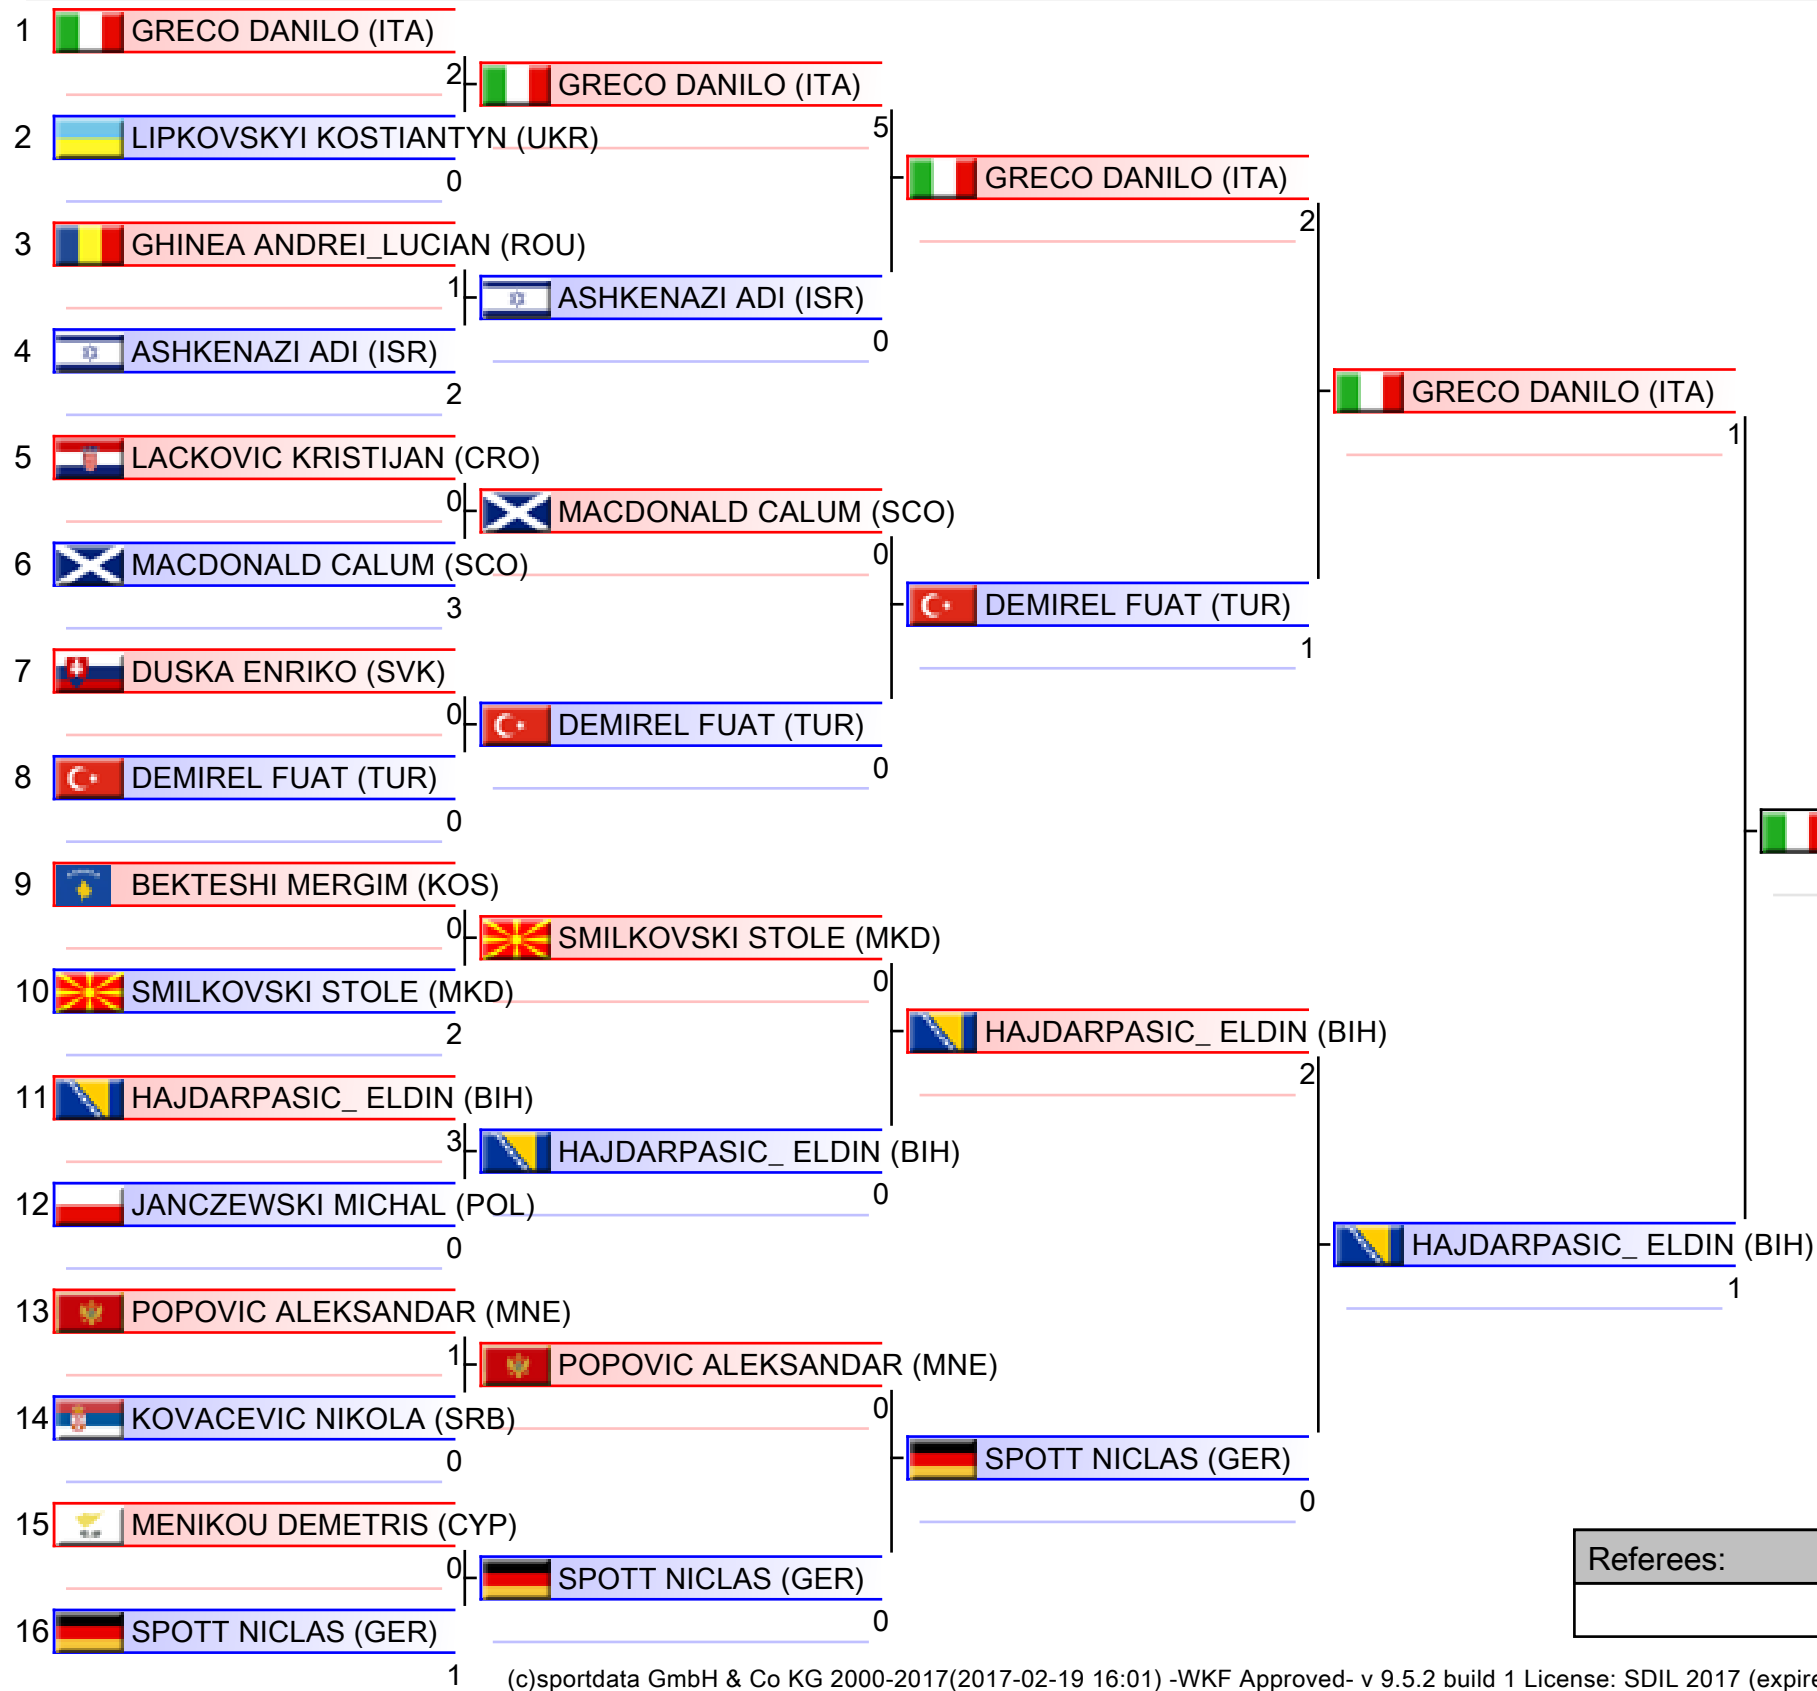 1 GRECO DANILO (ITA)
2
2 LIPKOVSKYI KOSTIANTYN (UKR)
0
3 GHINEA ANDREI_LUCIAN (ROU)
1
4 ASHKENAZI ADI (ISR)
2
5 LACKOVIC KRISTIJAN (CRO)
0
6 MACDONALD CALUM (SCO)
3
7 DUSKA ENRIKO (SVK)
0
8 DEMIREL FUAT (TUR)
0
9 BEKTESHI MERGIM (KOS)
0
10 SMILKOVSKI STOLE (MKD)
2
11 HAJDARPASIC_ ELDIN (BIH)
3
12 JANCZEWSKI MICHAL (POL)
0
13 POPOVIC ALEKSANDAR (MNE)
1
14 KOVACEVIC NIKOLA (SRB)
0
15 MENIKOU DEMETRIS (CYP)
0
16 SPOTT NICLAS (GER)
1
GRECO DANILO (ITA)
5
ASHKENAZI ADI (ISR)
0
MACDONALD CALUM (SCO)
0
DEMIREL FUAT (TUR)
0
SMILKOVSKI STOLE (MKD)
0
HAJDARPASIC_ ELDIN (BIH)
0
POPOVIC ALEKSANDAR (MNE)
0
SPOTT NICLAS (GER)
0
GRECO DANILO (ITA)
2
DEMIREL FUAT (TUR)
1
HAJDARPASIC_ ELDIN (BIH)
2
SPOTT NICLAS (GER)
0
GRECO DANILO (ITA)
1
HAJDARPASIC_ ELDIN (BIH)
1
Referees:
(c)sportdata GmbH & Co KG 2000-2017(2017-02-19 16:01) -WKF Approved- v 9.5.2 build 1 License: SDIL 2017 (expire